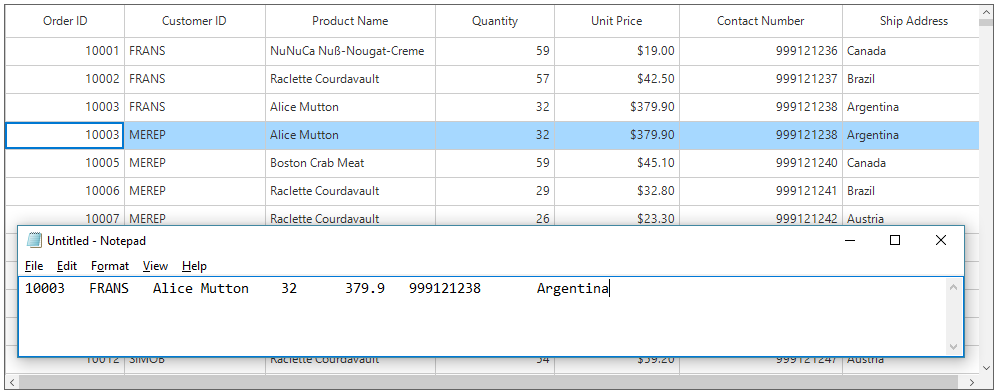 Order ID Customer ID Product Name Quantity Unit Price Contact Number Ship Address
10001 FRANS NuNuCa Nuß-Nougat-Creme 59 $19.00 999121236 Canada
10002 FRANS Raclette Courdavault 57 $42.50 999121237 Brazil
10003 FRANS Alice Mutton 32 $379.90 999121238 Argentina
10003 MEREP Alice Mutton 32 $379.90 999121238 Argentina
10005 MEREP Boston Crab Meat 59 $45.10 999121240 Canada
10006 MEREP Raclette Courdavault 29 $32.80 999121241 Brazil
10007 MEREP Raclette Courdavault 26 $23.30 999121242 Austria
Untitled - Notepad
File Edit Format View Help
10003 FRANS Alice Mutton 32 379.9 999121238 Argentina
10012 SIMOB Raclette Courdavault 54 $59.20 999121247 Austria